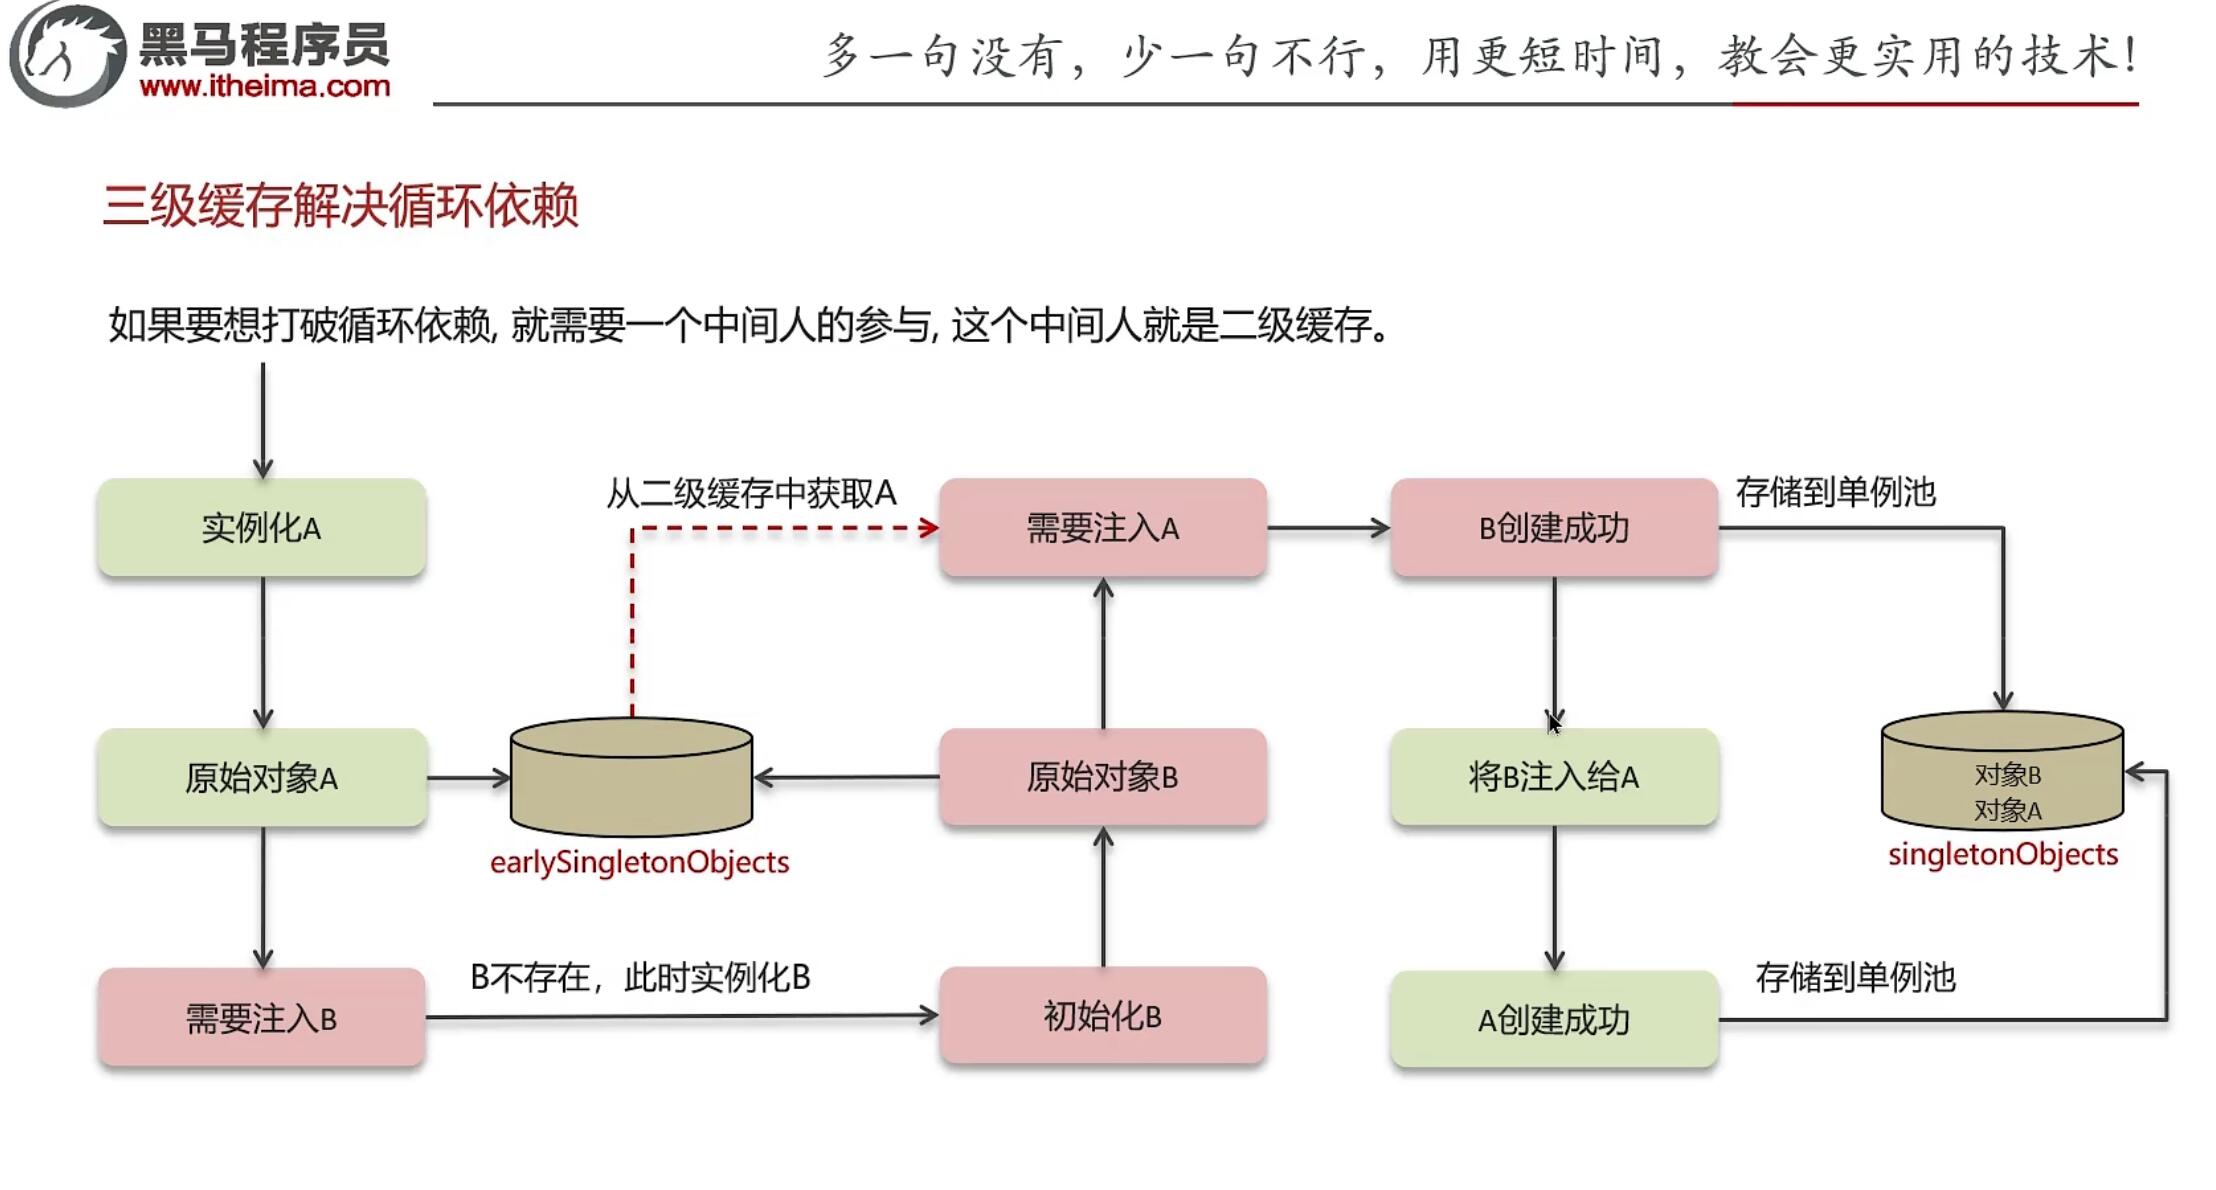 黑马程序员
www.itheima.com
多一句没有，少一句不行，用更短时间，教会更实用的技术！
三级缓存解决循环依赖
如果要想打破循环依赖, 就需要一个中间人的参与, 这个中间人就是二级缓存。
从二级缓存中获取A
存储到单例池
实例化A
需要注入A
B创建成功
原始对象A
原始对象B
将B注入给A
对象B
对象A
earlySingletonObjects
singletonObjects
B不存在，此时实例化B
存储到单例池
需要注入B
初始化B
A创建成功